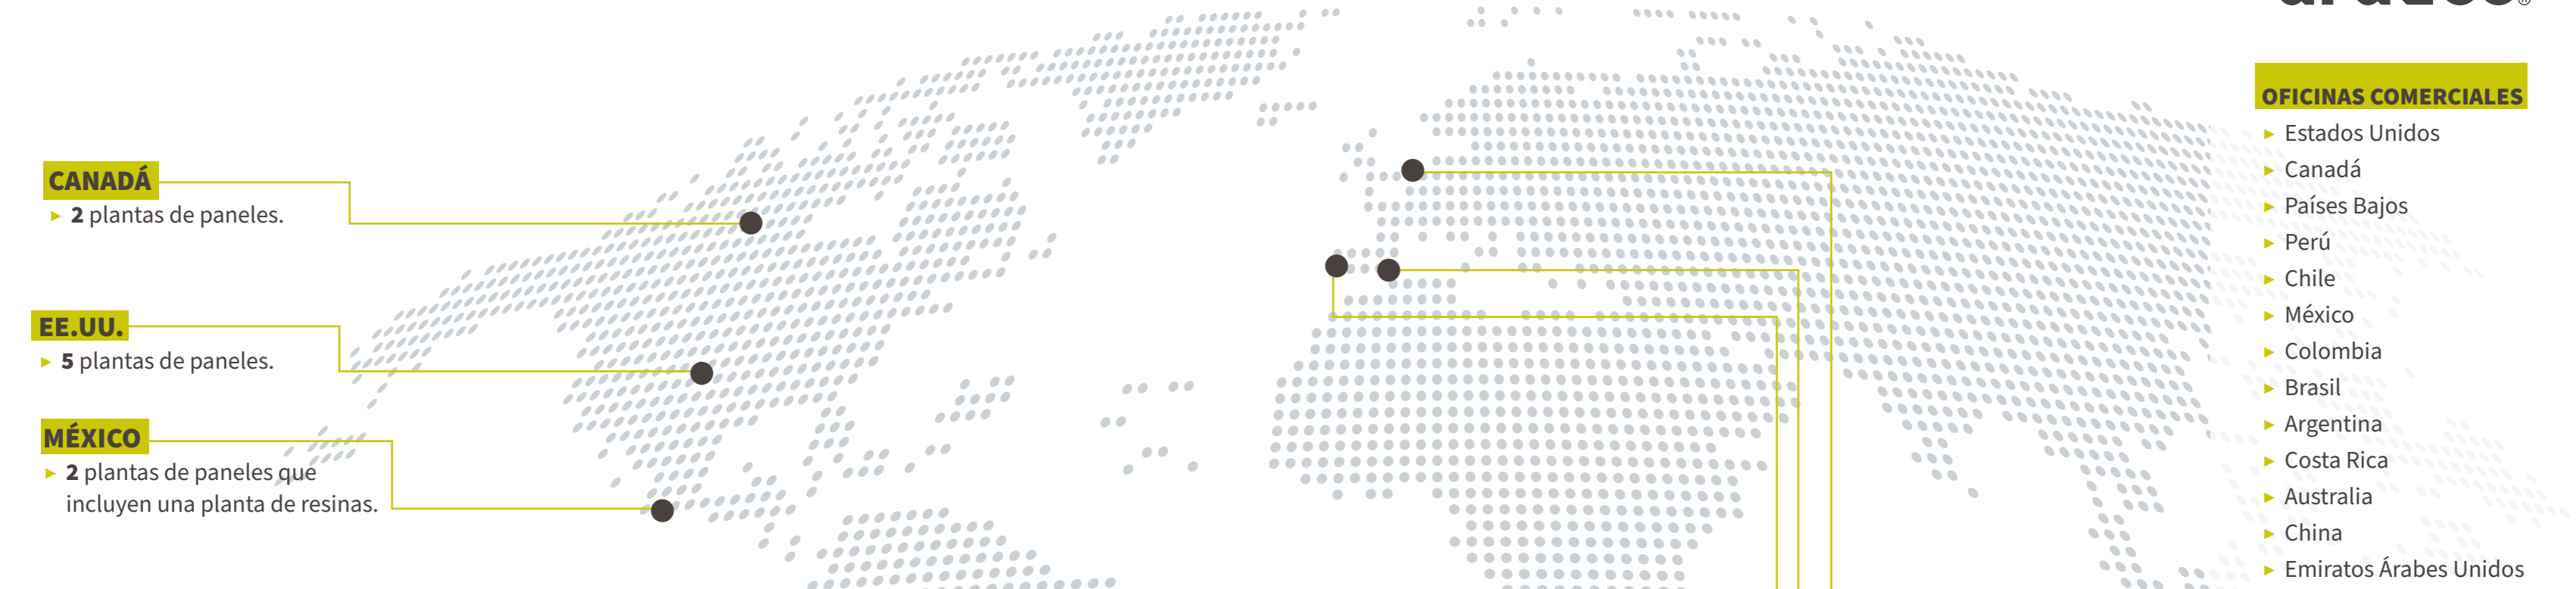 CANADÁ
► 2 plantas de paneles.
EE.UU.
► 5 plantas de paneles.
MÉXICO
► 2 plantas de paneles que
incluyen una planta de resinas.
OFICINAS COMERCIALES
► Estados Unidos
► Canadá
► Países Bajos
► Perú
► Chile
► México
► Colombia
► Brasil
► Argentina
► Costa Rica
► Australia
► China
► Emiratos Árabes Unidos